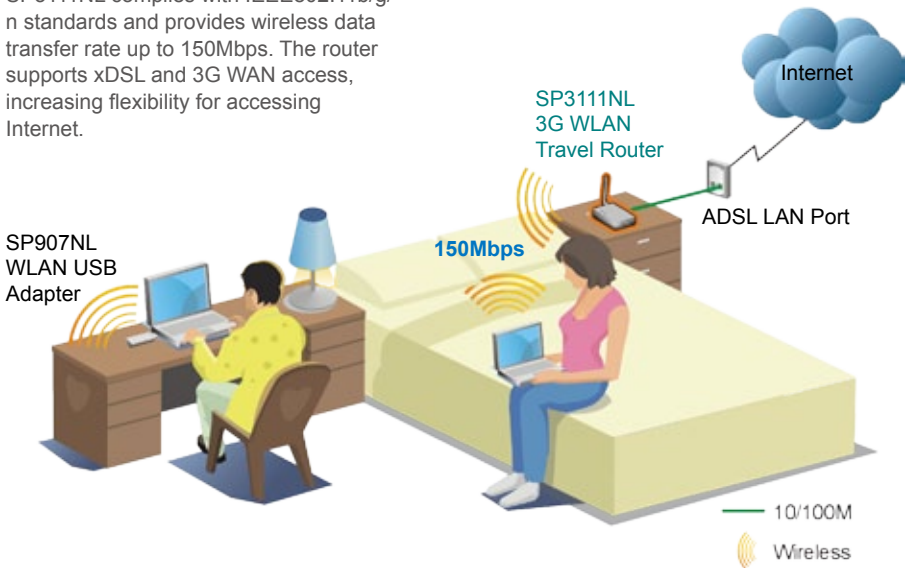 n standards and provides wireless data
transfer rate up to 150Mbps. The router
supports xDSL and 3G WAN access,
increasing flexibility for accessing
Internet.
Internet
SP3111NL
3G WLAN
Travel Router
ADSL LAN Port
SP907NL
WLAN USB
Adapter
150Mbps
10/100M
Wireless